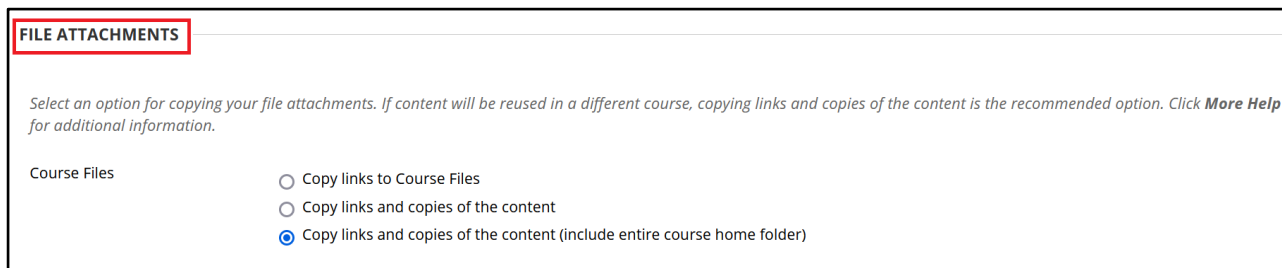 FILE ATTACHMENTS
Select an option for copying your file attachments. If content will be reused in a different course, copying links and copies of the content is the recommended option. Click More Help
for additional information.
Course Files
Copy links to Course Files
Copy links and copies of the content
Copy links and copies of the content (include entire course home folder)